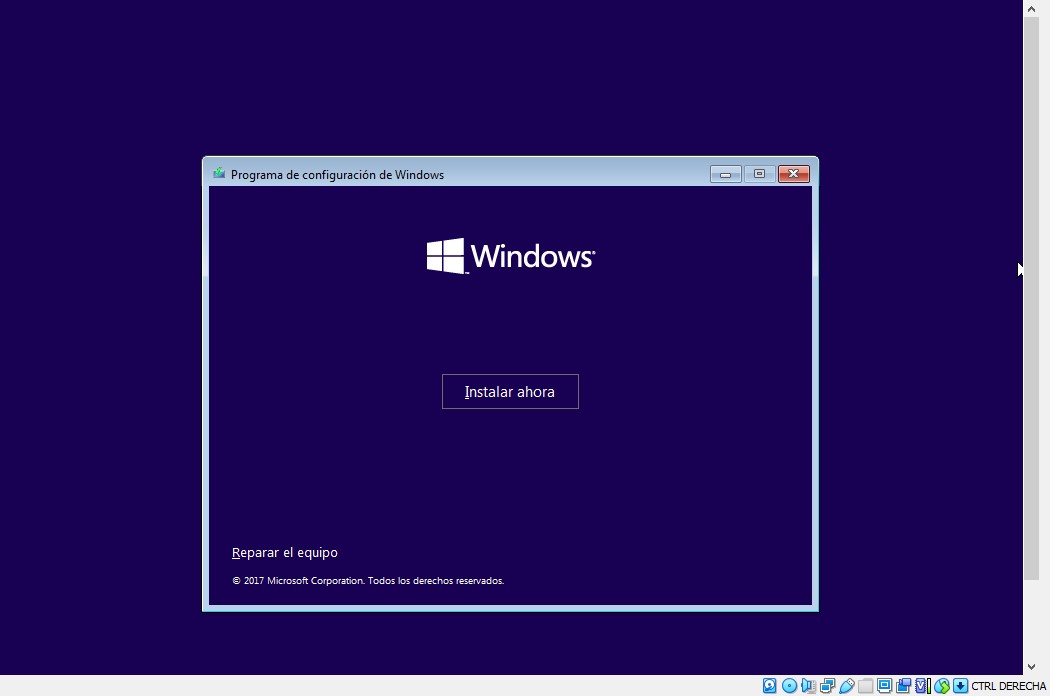 Programa de configuración de Windows
Windows
Instalar ahora
Reparar el equipo
© 2017 Microsoft Corporation. Todos los derechos reservados.
CTRL DERECHA